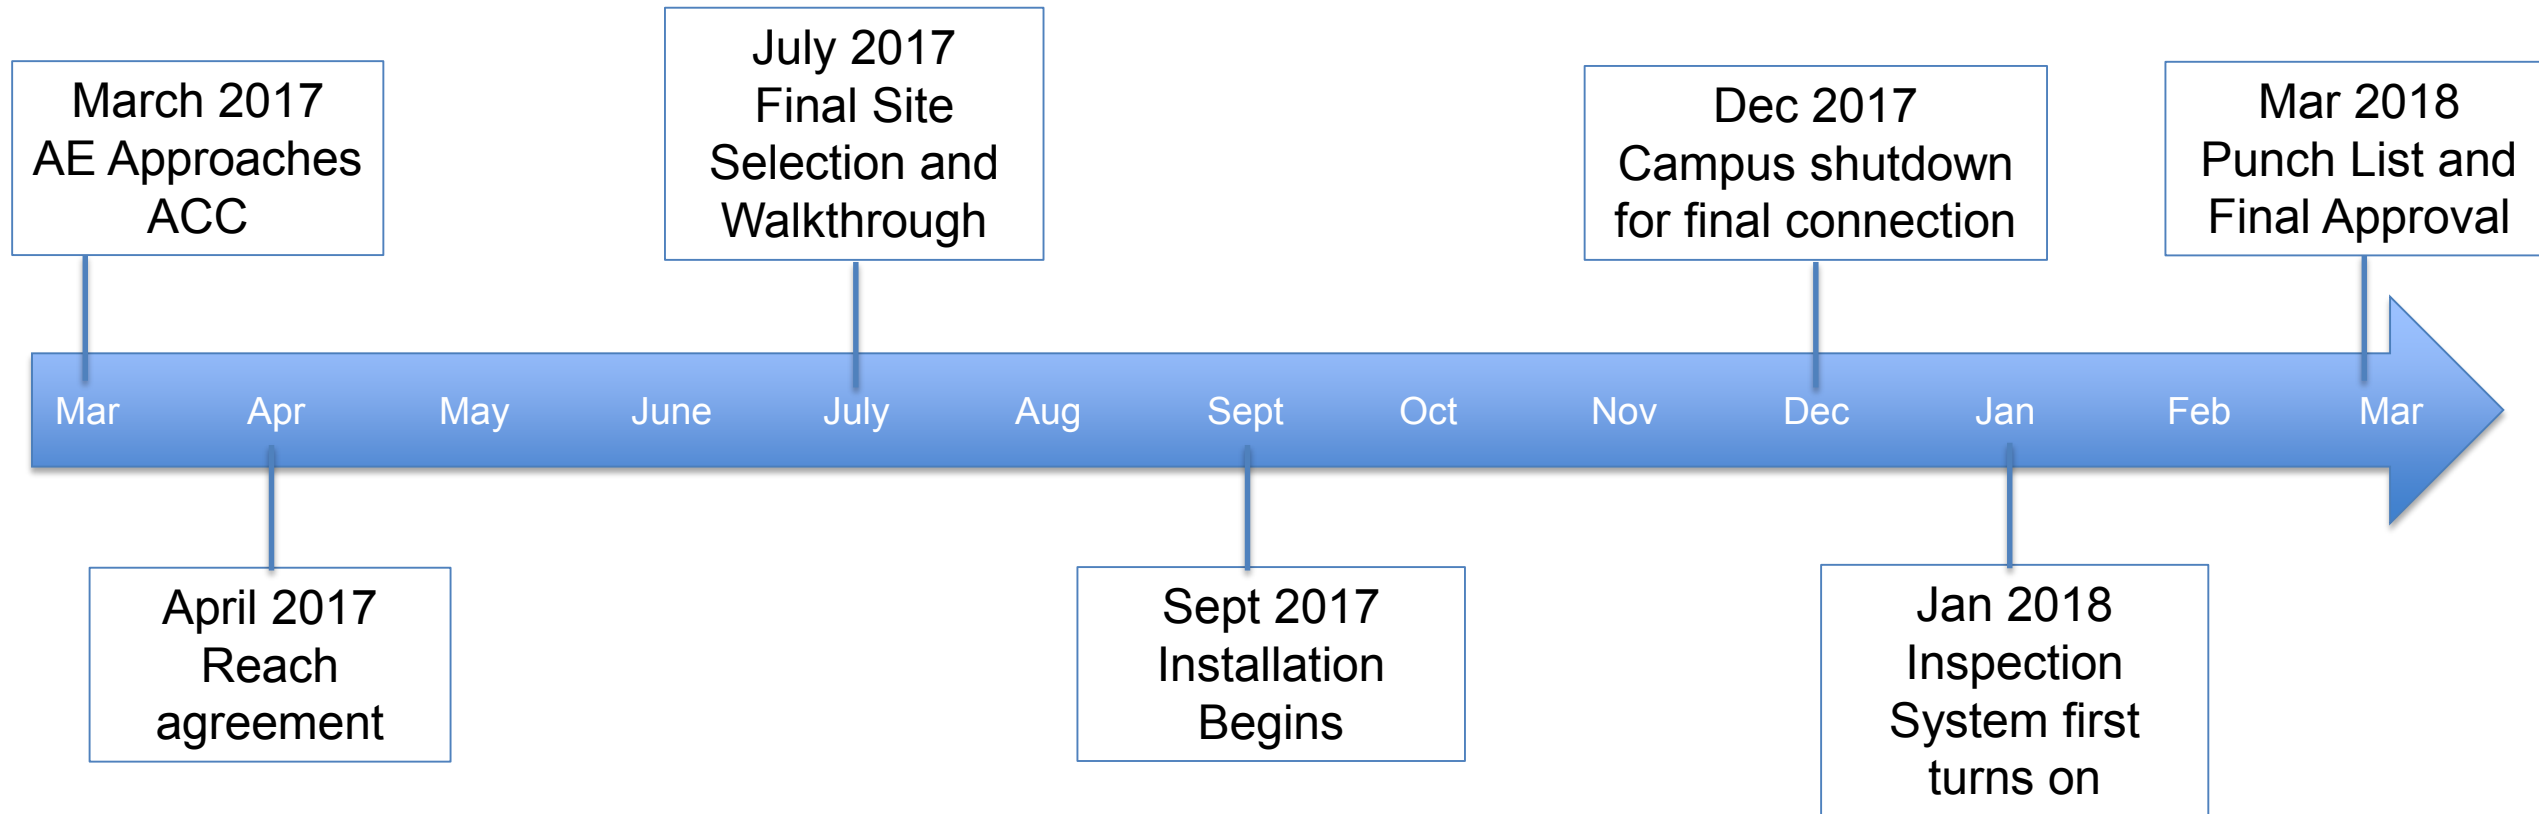 March 2017
AE Approaches
ACC
July 2017
Final Site
Selection and
Walkthrough
Dec 2017
Campus shutdown
for final connection
Mar 2018
Punch List and
Final Approval
Mar Apr May June July Aug Sept Oct Nov Dec Jan Feb Mar
April 2017
Reach
agreement
Sept 2017
Installation
Begins
Jan 2018
Inspection
System first
turns on